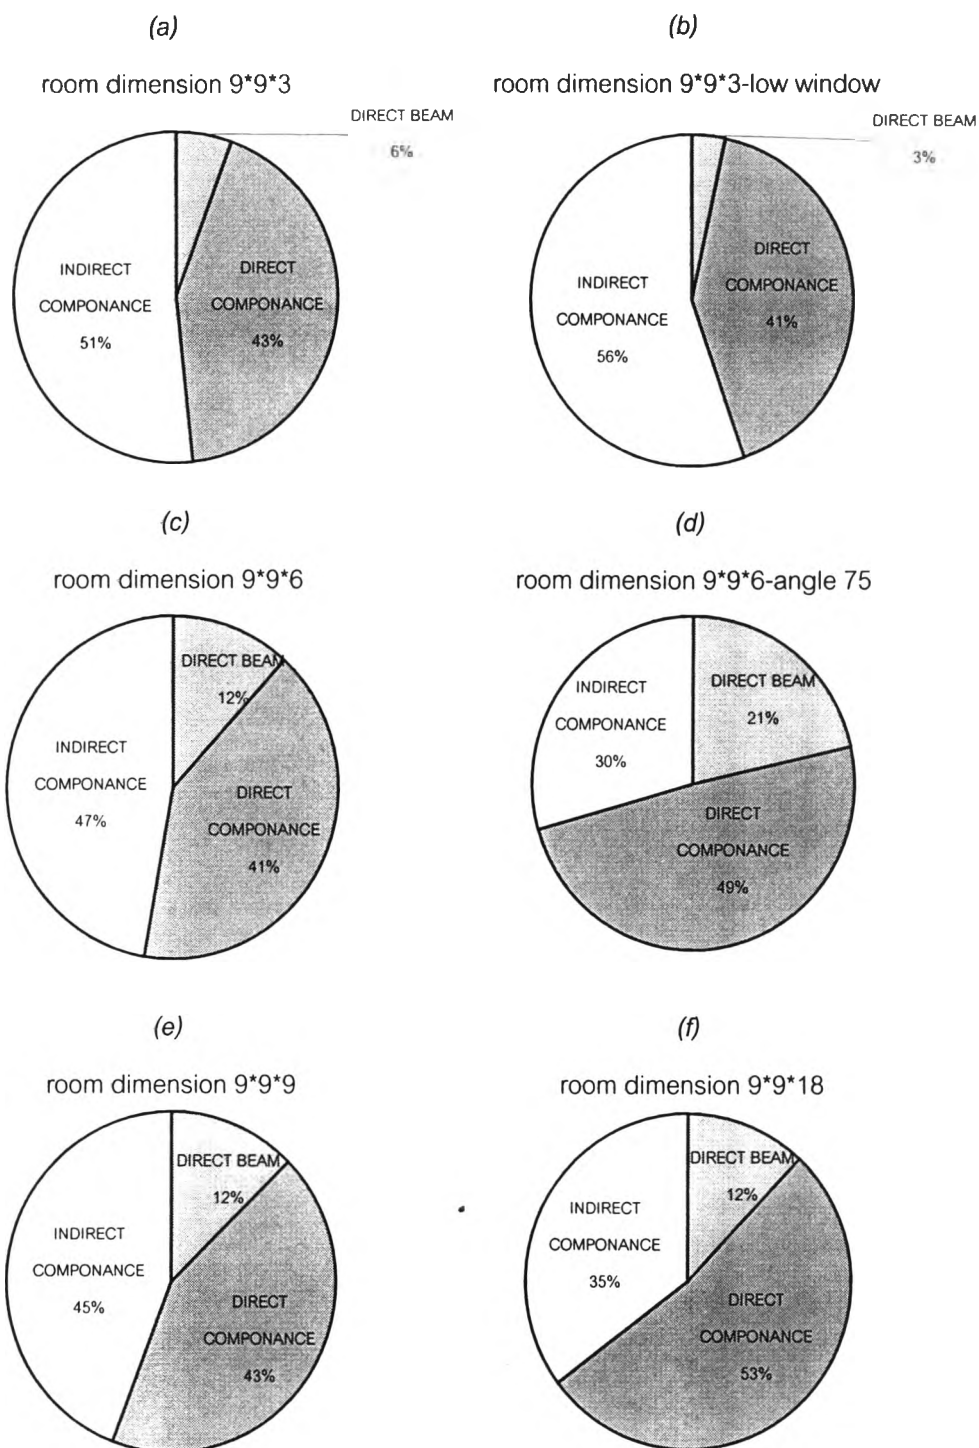 (a)
room dimension 9*9*3
DIRECT BEAM
6%
INDIRECT
COMPONANCE
51%
DIRECT
COMPONANCE
43%
(b)
room dimension 9*9*3-low window
DIRECT BEAM
3%
INDIRECT
COMPONANCE
56%
DIRECT
COMPONANCE
41%
(c)
room dimension 9*9*6
DIRECT BEAM
12%
INDIRECT
COMPONANCE
47%
DIRECT
COMPONANCE
41%
(d)
room dimension 9*9*6-angle 75
INDIRECT
COMPONANCE
30%
DIRECT BEAM
21%
DIRECT
COMPONANCE
49%
(e)
room dimension 9*9*9
DIRECT BEAM
12%
INDIRECT
COMPONANCE
45%
DIRECT
COMPONANCE
43%
(f)
room dimension 9*9*18
DIRECT BEAM
12%
INDIRECT
COMPONANCE
35%
DIRECT
COMPONANCE
53%